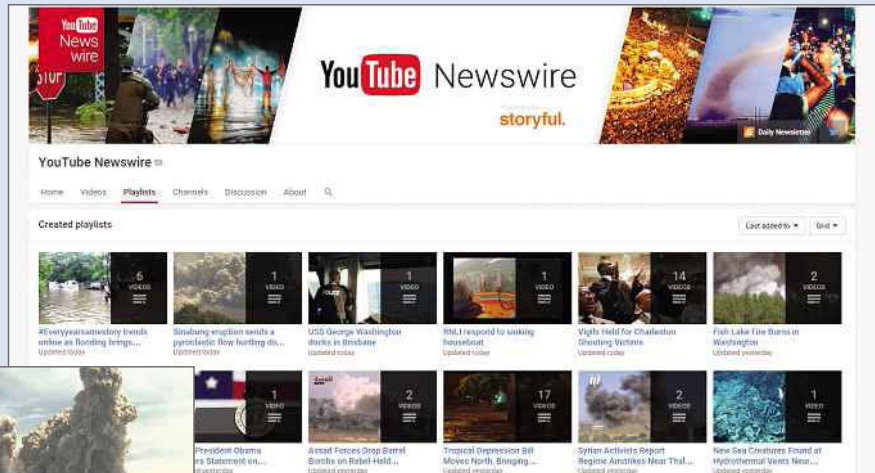 You Tube
News
wire
STOP
You Tube Newswire
storyful.
Daily Newsletter
YouTube Newswire
Home Videos Playlists Channels Discussion About
Created playlists
Last added to
Grid
6
VIDEOS
1
VIDEO
1
VIDEO
1
VIDEO
14
VIDEOS
2
VIDEOS
#Everyyearsamestory trends
online as flooding brings...
Updated today
Sinabung eruption sends a
pyroclastic flow hurtling do...
Updated today
USS George Washington
docks in Brisbane
Updated today
RNLI respond to sinking
houseboat
Updated today
Vigils Held for Charleston
Shooting Victims
Updated today
Fish Lake Fire Burns in
Washington
Updated yesterday
1
VIDEO
2
VIDEOS
17
VIDEOS
2
VIDEOS
1
VIDEO
President Obama
Statement on...
yesterday
Assad Forces Drop Barrel
Bombs on Rebel-Held...
Updated yesterday
Tropical Depression Bill
Moves North, Bringing...
Updated yesterday
Syrian Activists Report
Regime Airstrikes Near Thal...
Updated yesterday
New Sea Creatures Found at
Hydrothermal Vents Near...
Updated yesterday